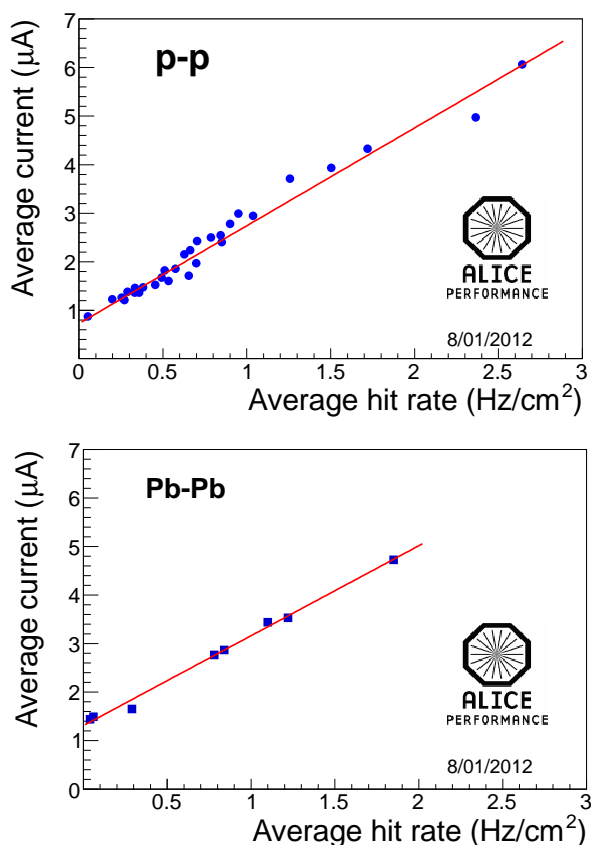 Average current (μA)
7
6
5
4
3
2
1
p-p
ALICE
PERFORMANCE
8/01/2012
0 0.5 1 1.5 2 2.5 3
Average hit rate (Hz/cm²)
Average current (μA)
7
6
5
4
3
2
1
0
Pb-Pb
ALICE
PERFORMANCE
8/01/2012
0.5 1 1.5 2 2.5 3
Average hit rate (Hz/cm²)